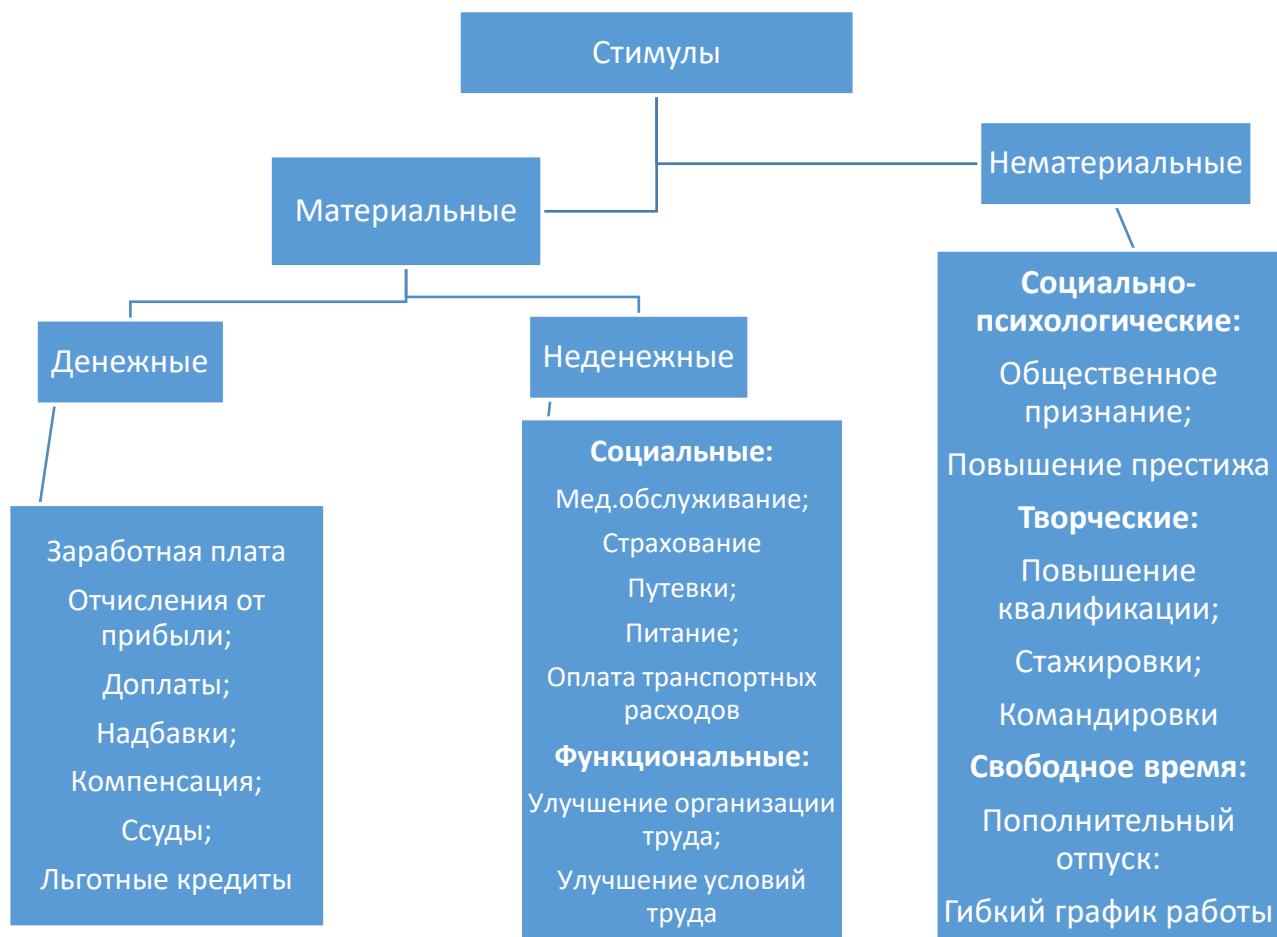 Стимулы
Материальные
Нематериальные
Денежные
Неденежные
Заработная плата
Отчисления от
прибыли;
Доплаты;
Надбавки;
Компенсация;
Ссуды;
Льготные кредиты
Социальные:
Мед.обслуживание;
Страхование
Путевки;
Питание;
Оплата транспортных
расходов
Функциональные:
Улучшение организации
труда;
Улучшение условий
труда
Социально-
психологические:
Общественное
признание;
Повышение престижа
Творческие:
Повышение
квалификации;
Стажировки;
Командировки
Свободное время:
Пополнительный
отпуск:
Гибкий график работы